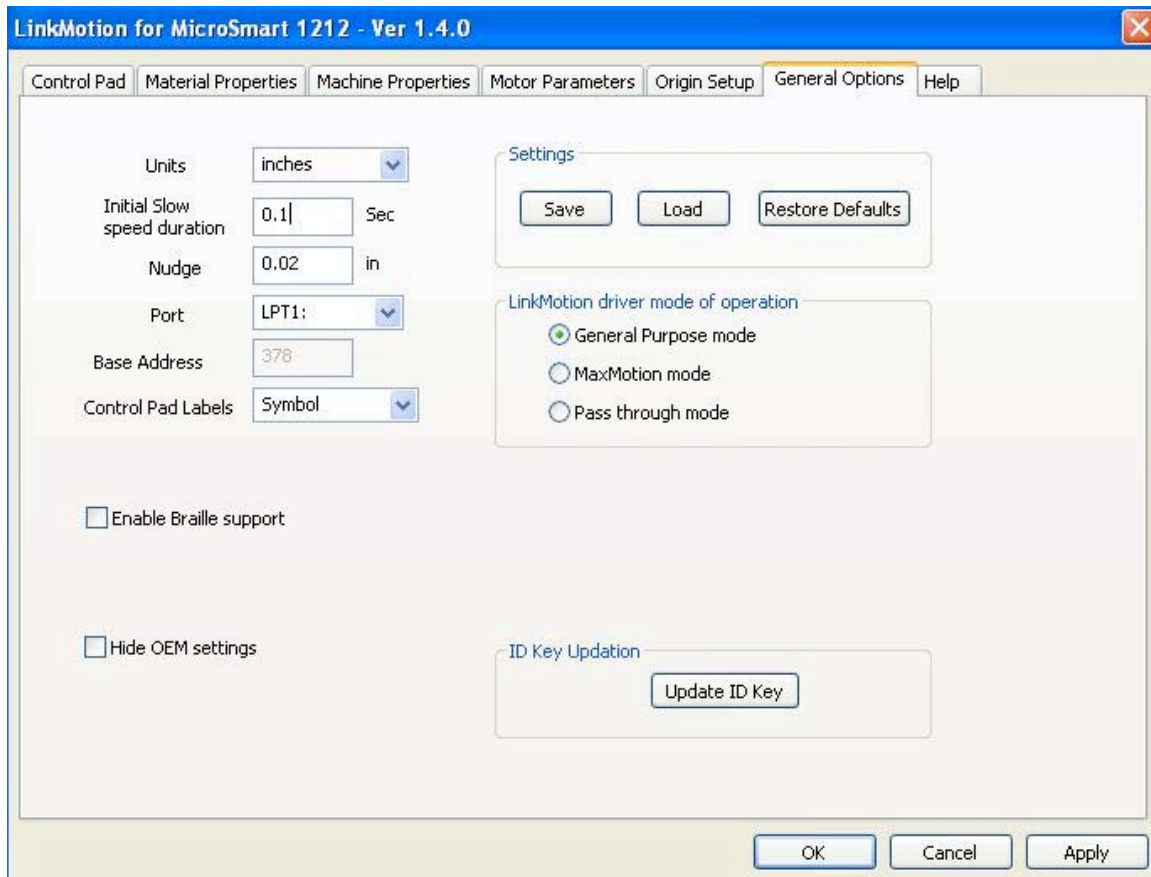 LinkMotion for MicroSmart 1212 - Ver 1.4.0
Control Pad Material Properties Machine Properties Motor Parameters Origin Setup General Options Help
Units inches
Initial Slow
speed duration 0.1 Sec
Nudge 0.02 in
Port LPT1:
Base Address 378
Control Pad Labels Symbol
Settings
Save Load Restore Defaults
LinkMotion driver mode of operation
General Purpose mode
MaxMotion mode
Pass through mode
Enable Braille support
Hide OEM settings
ID Key Updation
Update ID Key
OK Cancel Apply